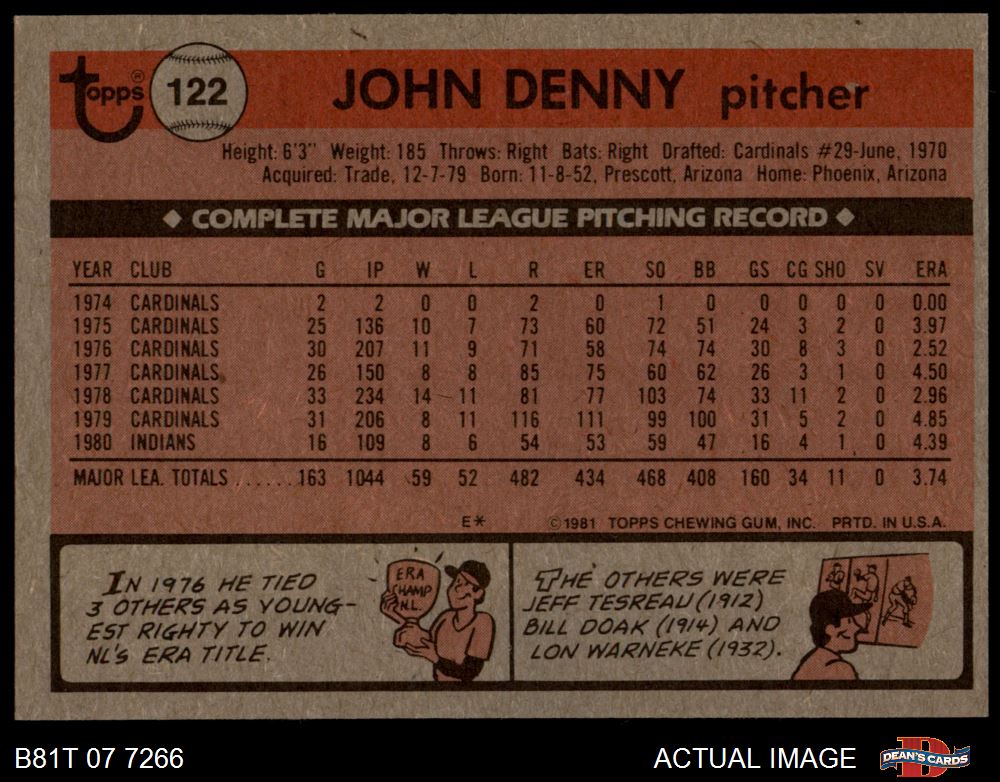 Topps® 122 JOHN DENNY pitcher
Height: 6'3" Weight: 185 Throws: Right Bats: Right Drafted: Cardinals #29-June, 1970
Acquired: Trade, 12-7-79 Born: 11-8-52, Prescott, Arizona Home: Phoenix, Arizona
◆ COMPLETE MAJOR LEAGUE PITCHING RECORD ◆
YEAR CLUB G IP W L R ER SO BB GS CG SHO SV ERA
1974 CARDINALS 2 2 0 0 2 0 1 0 0 0 0 0 0.00
1975 CARDINALS 25 136 10 7 73 60 72 51 24 3 2 0 3.97
1976 CARDINALS 30 207 11 9 71 58 74 74 30 8 3 0 2.52
1977 CARDINALS 26 150 8 8 85 75 60 62 26 3 1 0 4.50
1978 CARDINALS 33 234 14 11 81 77 103 74 33 11 2 0 2.96
1979 CARDINALS 31 206 8 11 116 111 99 100 31 5 2 0 4.85
1980 INDIANS 16 109 8 6 54 53 59 47 16 4 1 0 4.39
MAJOR LEA. TOTALS ...... 163 1044 59 52 482 434 468 408 160 34 11 0 3.74
E* ©1981 TOPPS CHEWING GUM, INC. PRTD. IN U.S.A.
IN 1976 HE TIED
3 OTHERS AS YOUNG-
EST RIGHTY TO WIN
NL'S ERA TITLE.
ERA
CHAMP
N.L.
THE OTHERS WERE
JEFF TESREAU (1912)
BILL DOAK (1914) AND
LON WARNEKE (1932).
B81T 07 7266 ACTUAL IMAGE DEAN'S CARDS